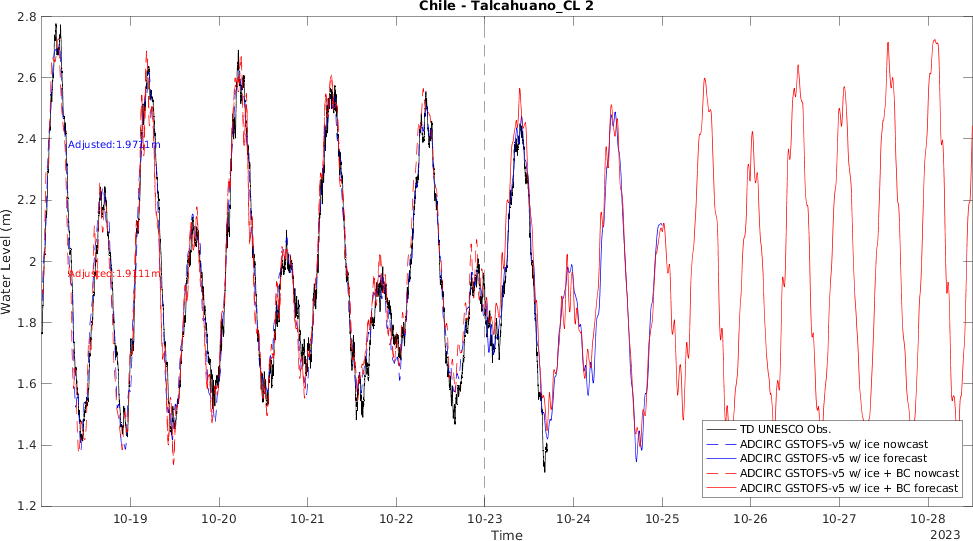 Chile - Talcahuano_CL 2
2.8
2.6
2.4
2.2
2
1.8
1.6
1.4
1.2
Water Level (m)
Adjusted:1.9711m
Adjusted:1.9111m
TD UNESCO Obs.
ADCIRC GSTOFS-v5 w/ ice nowcast
ADCIRC GSTOFS-v5 w/ ice forecast
ADCIRC GSTOFS-v5 w/ ice + BC nowcast
ADCIRC GSTOFS-v5 w/ ice + BC forecast
10-19 10-20 10-21 10-22 10-23 10-24 10-25 10-26 10-27 10-28
2023
Time